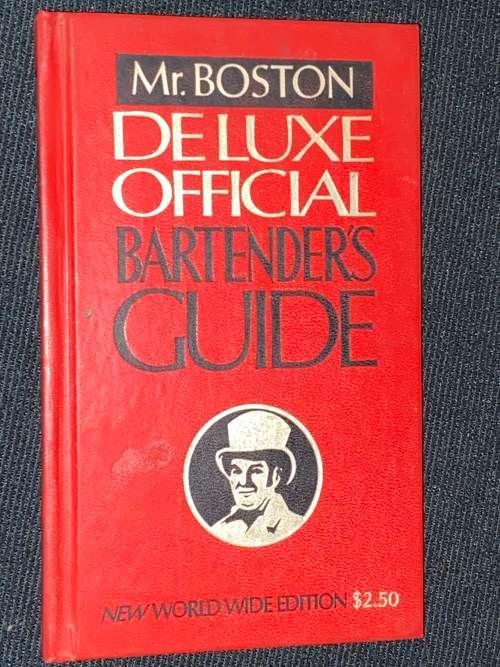 Mr. BOSTON
DE LUXE
OFFICIAL
BARTENDER'S
GUIDE
NEW WORLD WIDE EDITION $2.50